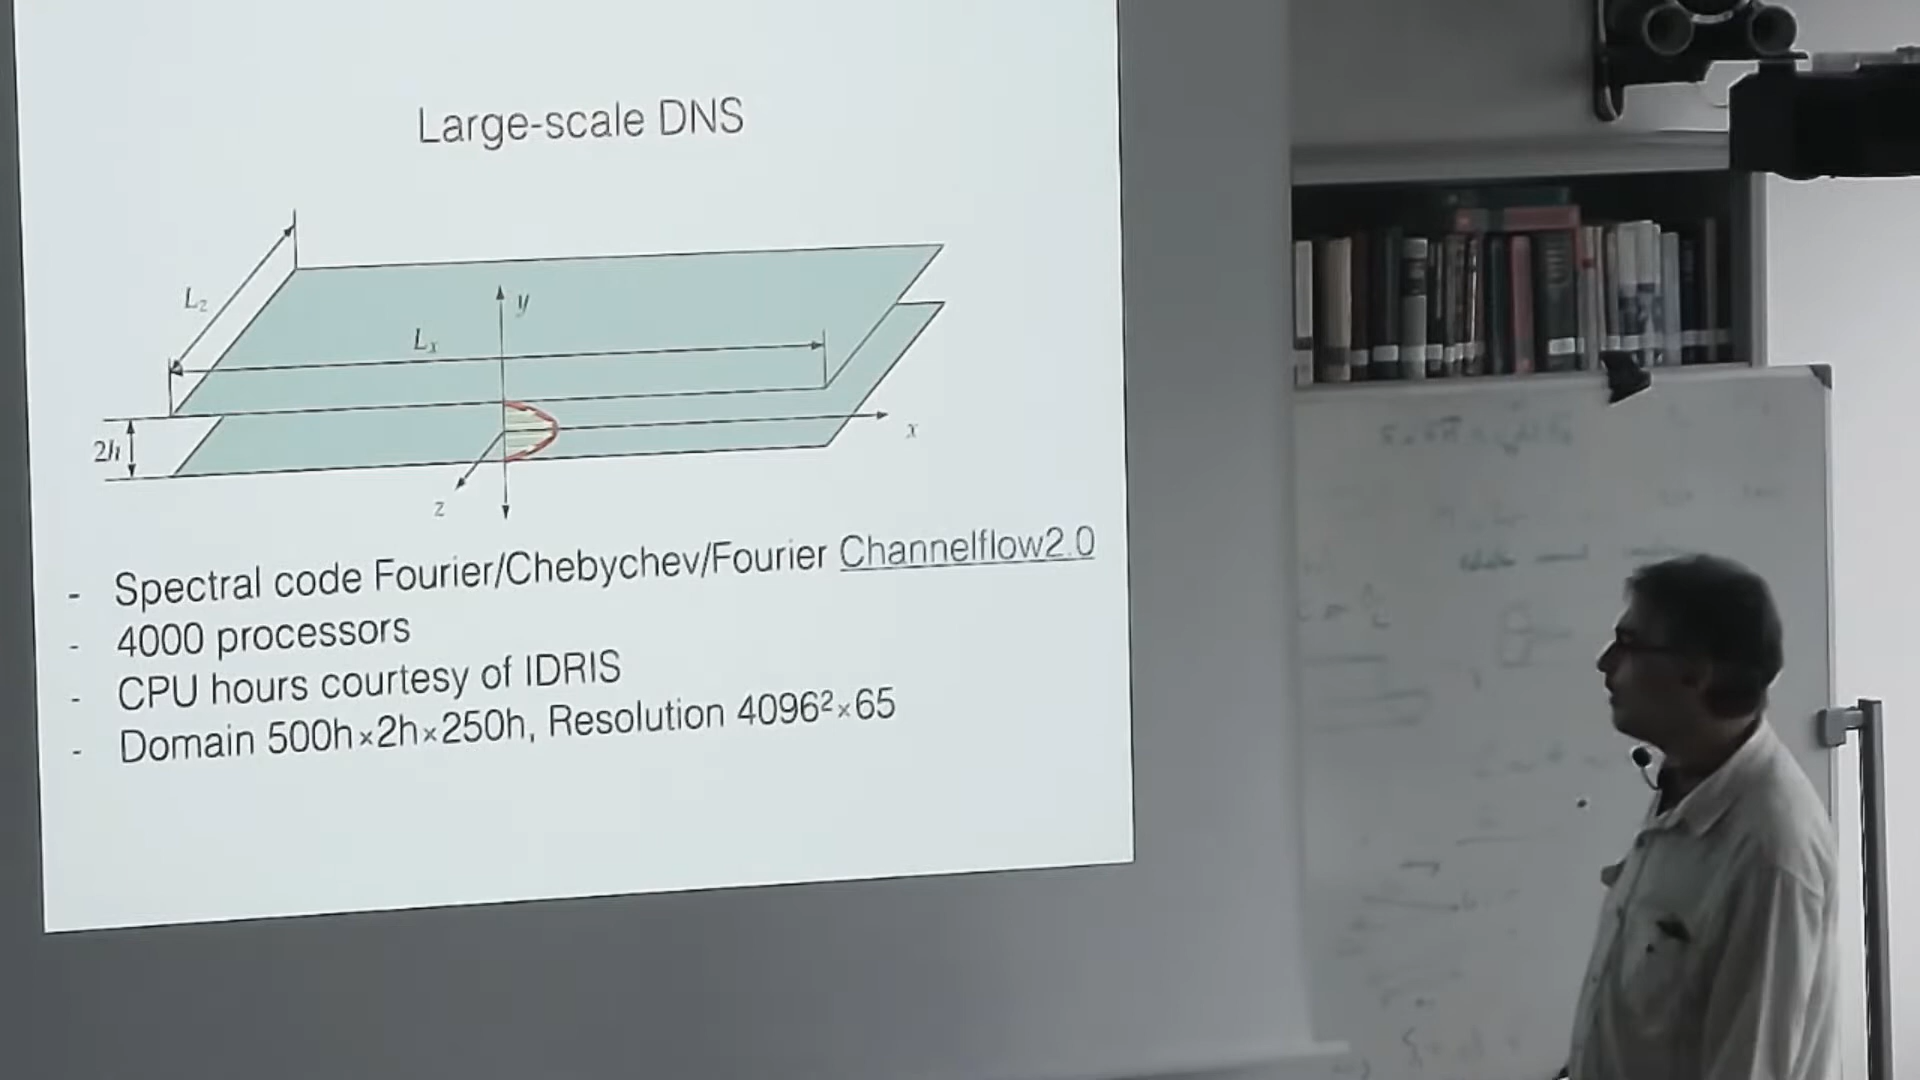 Large-scale DNS
L_z
y
L_x
2h
x
z
- Spectral code Fourier/Chebychev/Fourier Channelflow2.0
- 4000 processors
- CPU hours courtesy of IDRIS
- Domain 500h×2h×250h, Resolution 4096²×65